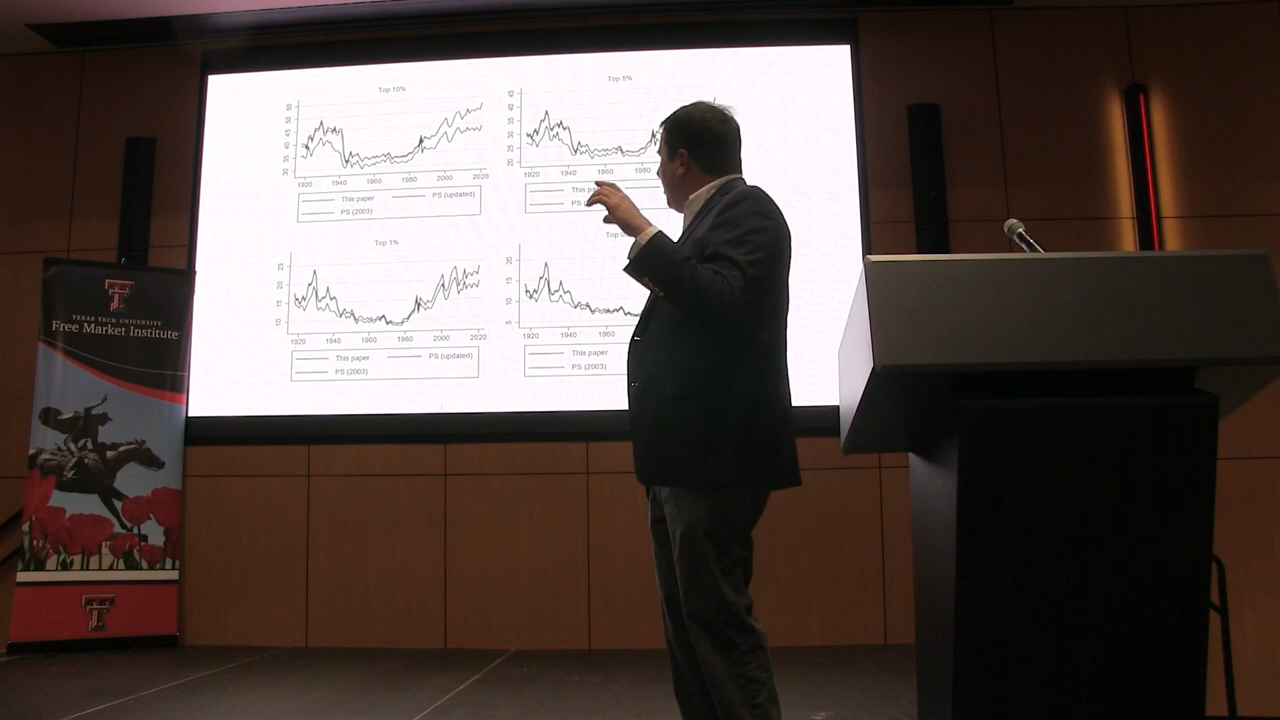 TEXAS TECH UNIVERSITY
Free Market Institute
Top 10%
30 35 40 45 50
1920 1940 1960 1980 2000 2020
This paper
PS (updated)
PS (2003)
Top 5%
20 25 30 35 40 45
1920 1940 1960 1980
This
PS
Top 1%
10 15 20 25
1920 1940 1960 1980 2000 2020
This paper
PS (updated)
PS (2003)
Top
5 10 15 20
1920 1940 1960
This paper
PS (2003)